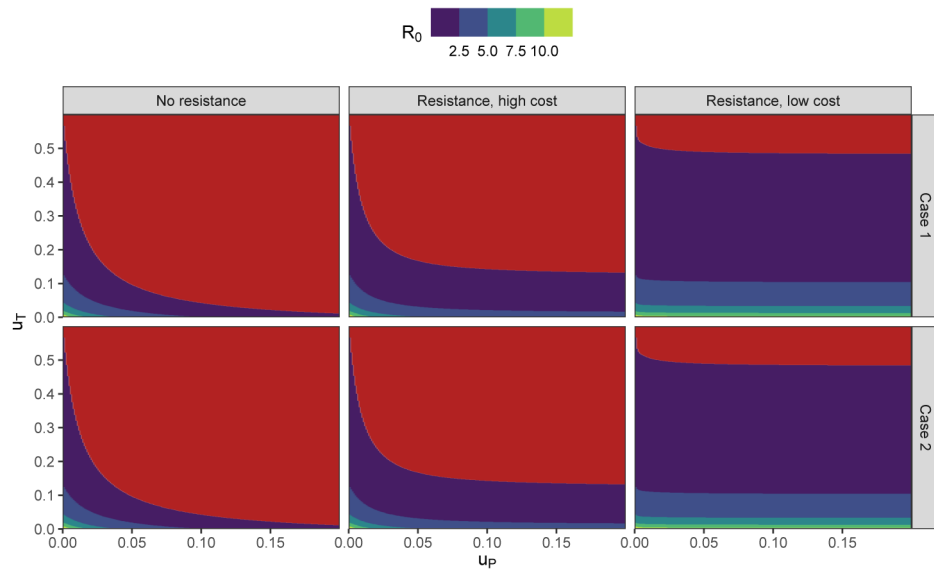 R0
2.5 5.0 7.5 10.0
No resistance
Resistance, high cost
Resistance, low cost
0.5
0.4
0.3
0.2
0.1
0.0
Case 1
uT
0.5
0.4
0.3
0.2
0.1
0.0
Case 2
0.00 0.05 0.10 0.15 0.00 0.05 0.10 0.15 0.00 0.05 0.10 0.15
uP